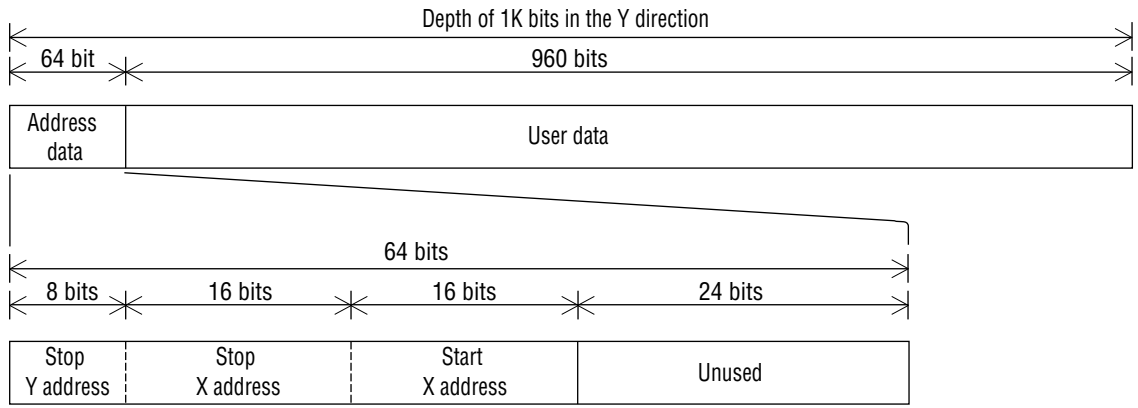 Depth of 1K bits in the Y direction
64 bit
960 bits
Address
data
User data
64 bits
8 bits
16 bits
16 bits
24 bits
Stop
Y address
Stop
X address
Start
X address
Unused